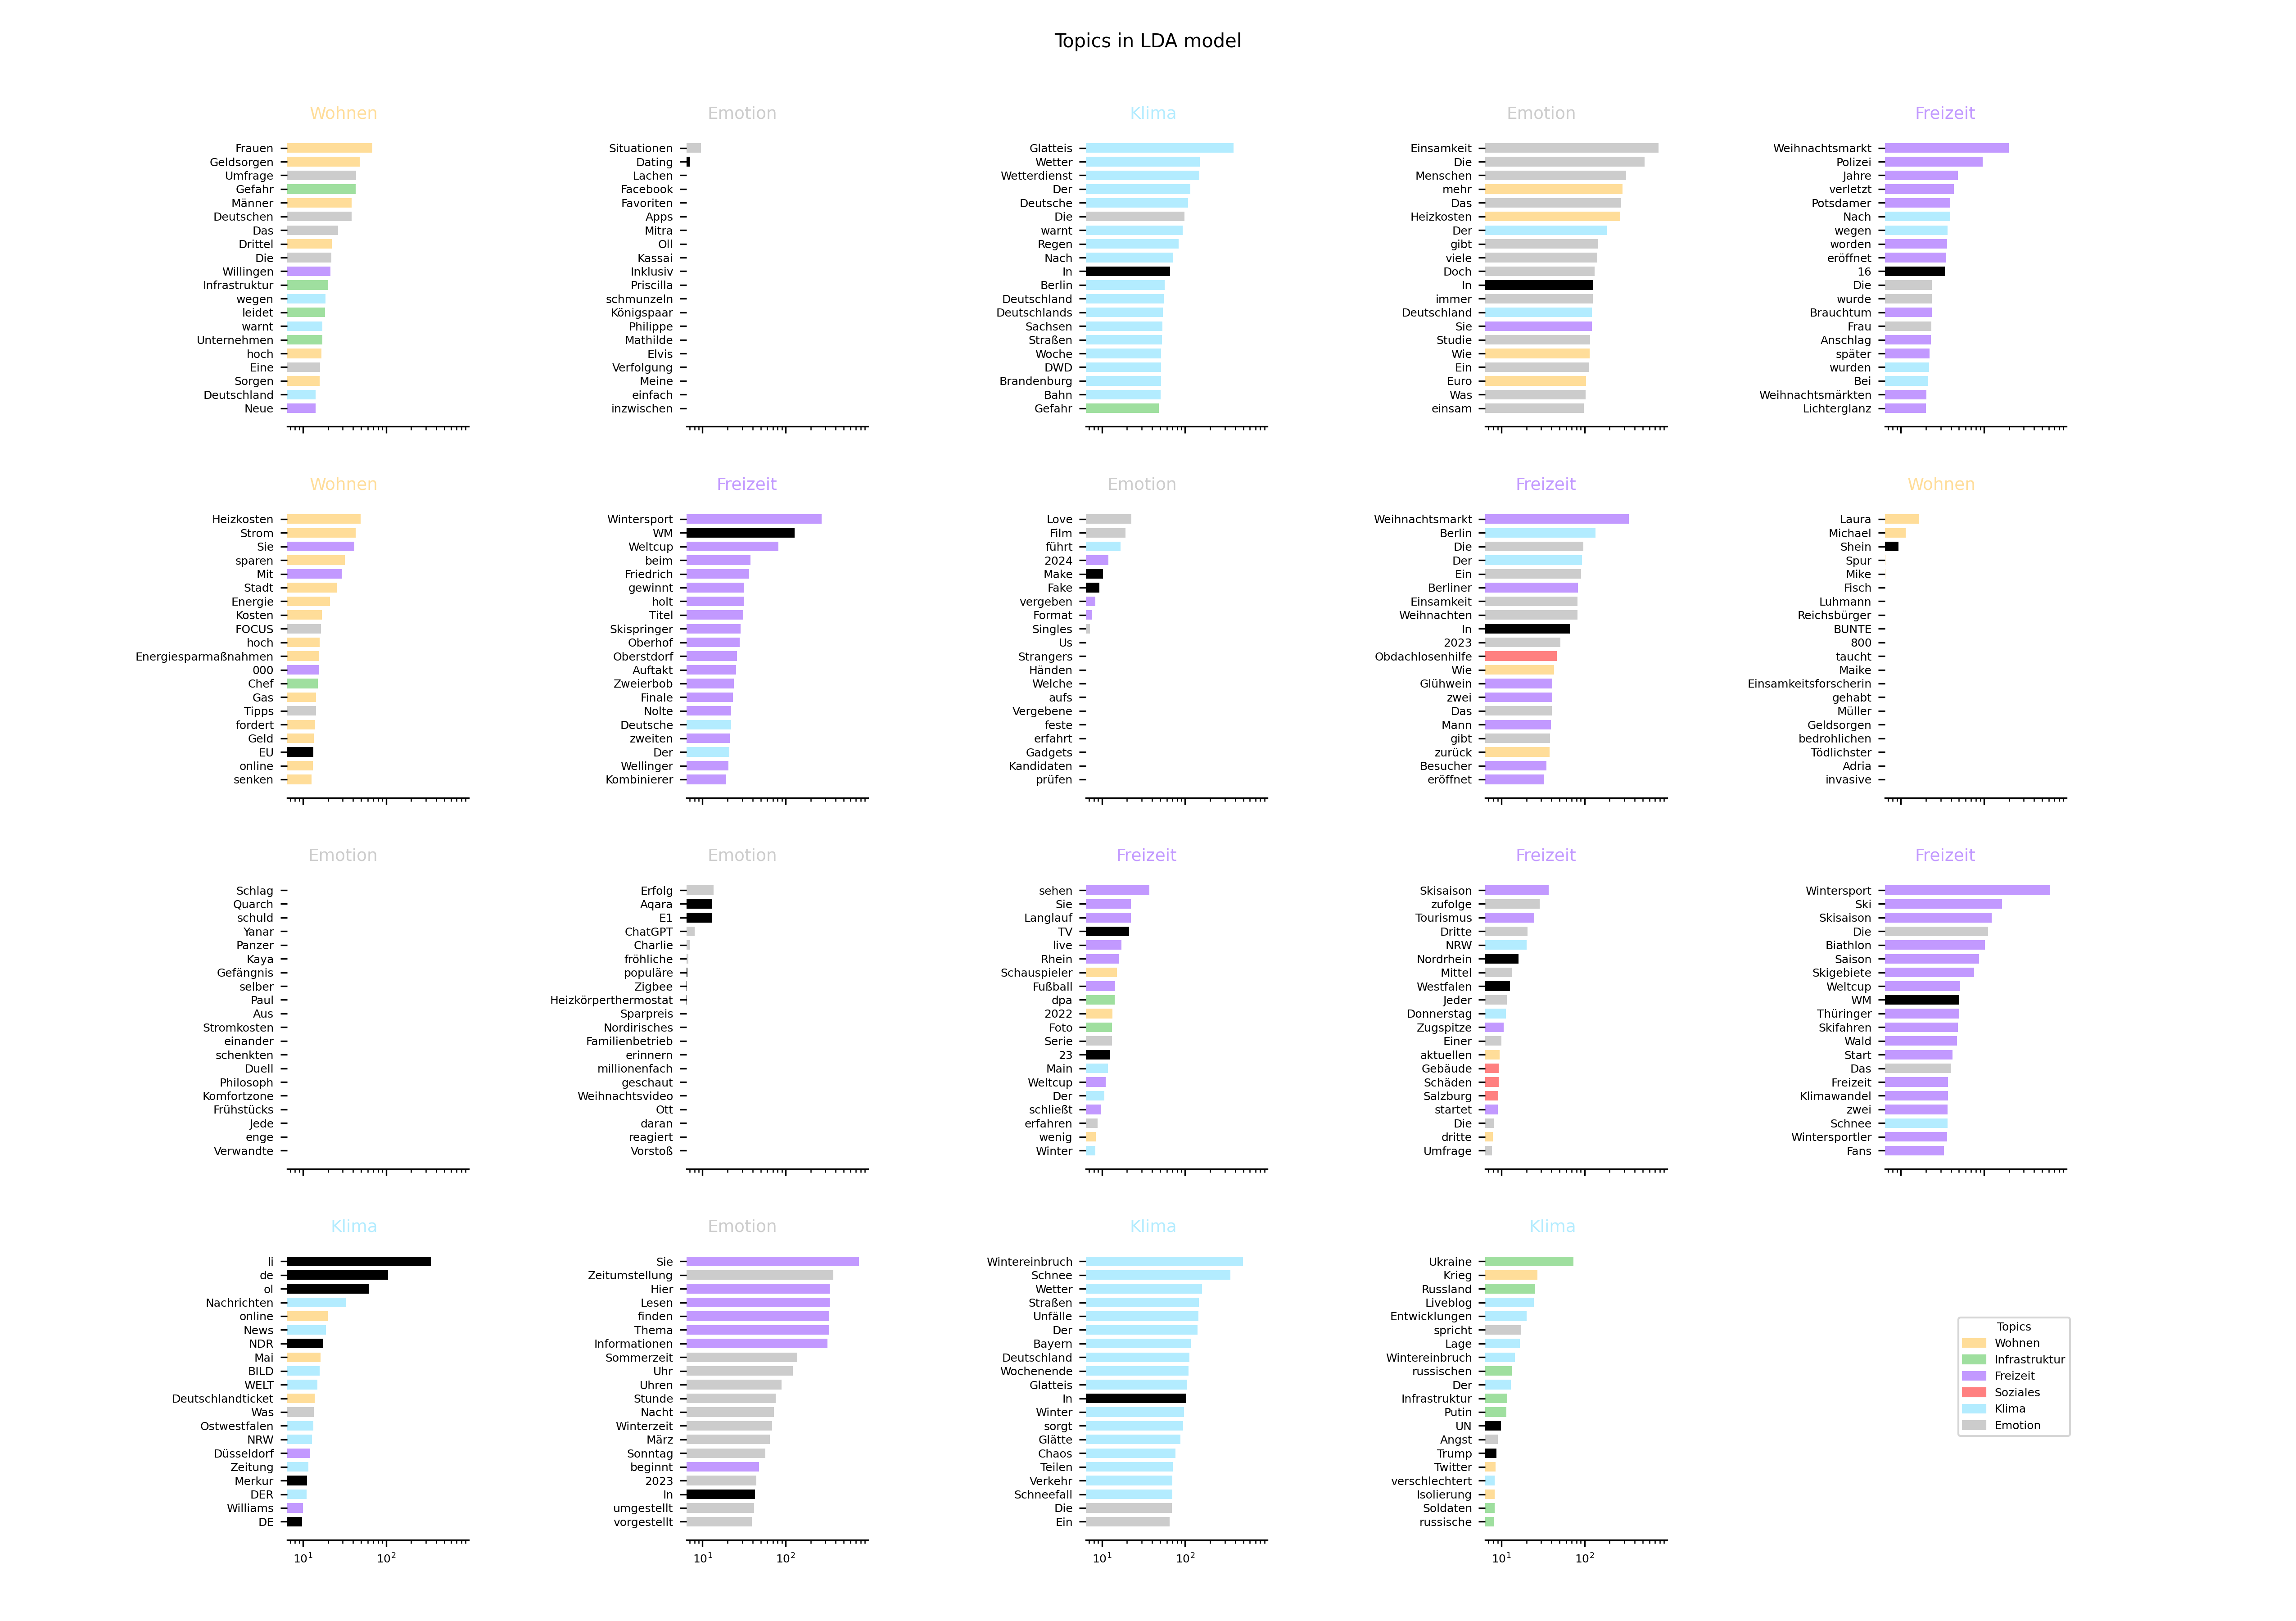 Topics in LDA model
Wohnen
Frauen
Geldsorgen
Umfrage
Gefahr
Männer
Deutschen
Das
Drittel
Die
Willingen
Infrastruktur
wegen
leidet
warnt
Unternehmen
hoch
Eine
Sorgen
Deutschland
Neue
Emotion
Situationen
Dating
Lachen
Facebook
Favoriten
Apps
Mitra
Oll
Kassai
Inklusiv
Priscilla
schmunzeln
Königspaar
Philippe
Mathilde
Elvis
Verfolgung
Meine
einfach
inzwischen
Klima
Glatteis
Wetter
Wetterdienst
Der
Deutsche
Die
warnt
Regen
Nach
In
Berlin
Deutschland
Deutschlands
Sachsen
Straßen
Woche
DWD
Brandenburg
Bahn
Gefahr
Emotion
Einsamkeit
Die
Menschen
mehr
Das
Heizkosten
Der
gibt
viele
Doch
In
immer
Deutschland
Sie
Studie
Wie
Ein
Euro
Was
einsam
Freizeit
Weihnachtsmarkt
Polizei
Jahre
verletzt
Potsdamer
Nach
wegen
worden
eröffnet
16
Die
wurde
Brauchtum
Frau
Anschlag
später
wurden
Bei
Weihnachtsmärkten
Lichterglanz
Wohnen
Heizkosten
Strom
Sie
sparen
Mit
Stadt
Energie
Kosten
FOCUS
hoch
Energiesparmaßnahmen
000
Chef
Gas
Tipps
fordert
Geld
EU
online
senken
Freizeit
Wintersport
WM
Weltcup
beim
Friedrich
gewinnt
holt
Titel
Skispringer
Oberhof
Oberstdorf
Auftakt
Zweierbob
Finale
Nolte
Deutsche
zweiten
Der
Wellinger
Kombinierer
Emotion
Love
Film
führt
2024
Make
Fake
vergeben
Format
Singles
Us
Strangers
Händen
Welche
aufs
Vergebene
feste
erfahrt
Gadgets
Kandidaten
prüfen
Freizeit
Weihnachtsmarkt
Berlin
Die
Der
Ein
Berliner
Einsamkeit
Weihnachten
In
2023
Obdachlosenhilfe
Wie
Glühwein
zwei
Das
Mann
gibt
zurück
Besucher
eröffnet
Wohnen
Laura
Michael
Shein
Spur
Mike
Fisch
Luhmann
Reichsbürger
BUNTE
800
taucht
Maike
Einsamkeitsforscherin
gehabt
Müller
Geldsorgen
bedrohlichen
Tödlichster
Adria
invasive
Emotion
Schlag
Quarch
schuld
Yanar
Panzer
Kaya
Gefängnis
selber
Paul
Aus
Stromkosten
einander
schenkten
Duell
Philosoph
Komfortzone
Frühstücks
Jede
enge
Verwandte
Emotion
Erfolg
Aqara
E1
ChatGPT
Charlie
fröhliche
populäre
Zigbee
Heizkörperthermostat
Sparpreis
Nordirisches
Familienbetrieb
erinnern
millionenfach
geschaut
Weihnachtsvideo
Ott
daran
reagiert
Vorstoß
Freizeit
sehen
Sie
Langlauf
TV
live
Rhein
Schauspieler
Fußball
dpa
2022
Foto
Serie
23
Main
Weltcup
Der
schließt
erfahren
wenig
Winter
Freizeit
Skisaison
zufolge
Tourismus
Dritte
NRW
Nordrhein
Mittel
Westfalen
Jeder
Donnerstag
Zugspitze
Einer
aktuellen
Gebäude
Schäden
Salzburg
startet
Die
dritte
Umfrage
Freizeit
Wintersport
Ski
Skisaison
Die
Biathlon
Saison
Skigebiete
Weltcup
WM
Thüringer
Skifahren
Wald
Start
Das
Freizeit
Klimawandel
zwei
Schnee
Wintersportler
Fans
Klima
li
de
ol
Nachrichten
online
News
NDR
Mai
BILD
WELT
Deutschlandticket
Was
Ostwestfalen
NRW
Düsseldorf
Zeitung
Merkur
DER
Williams
DE
10¹ 10²
Emotion
Sie
Zeitumstellung
Hier
Lesen
finden
Thema
Informationen
Sommerzeit
Uhr
Uhren
Stunde
Nacht
Winterzeit
März
Sonntag
beginnt
2023
In
umgestellt
vorgestellt
10¹ 10²
Klima
Wintereinbruch
Schnee
Wetter
Straßen
Unfälle
Der
Bayern
Deutschland
Wochenende
Glatteis
In
Winter
sorgt
Glätte
Chaos
Teilen
Verkehr
Schneefall
Die
Ein
10¹ 10²
Klima
Ukraine
Krieg
Russland
Liveblog
Entwicklungen
spricht
Lage
Wintereinbruch
russischen
Der
Infrastruktur
Putin
UN
Angst
Trump
Twitter
verschlechtert
Isolierung
Soldaten
russische
10¹ 10²
Topics
Wohnen
Infrastruktur
Freizeit
Soziales
Klima
Emotion